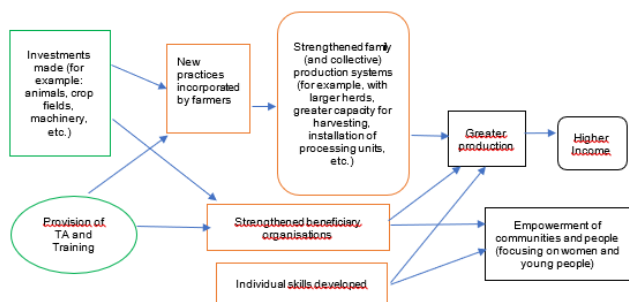 Investments
made (for
example:
animals, crop
fields,
machinery,
etc.)
New
practices
incorporated
by farmers
Strengthened family
(and collective)
production systems
(for example, with
larger herds,
greater capacity for
harvesting,
installation of
processing units,
etc.)
Greater
production
Higher
Income
Provision of
TA and
Training
Strengthened beneficiary
organisations
Empowerment of
communities and people
(focusing on women and
young people)
Individual skills developed